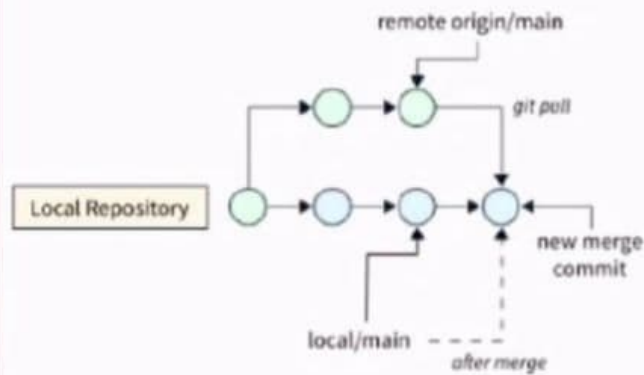 remote origin/main
git pull
Local Repository
new merge
commit
local/main
after merge